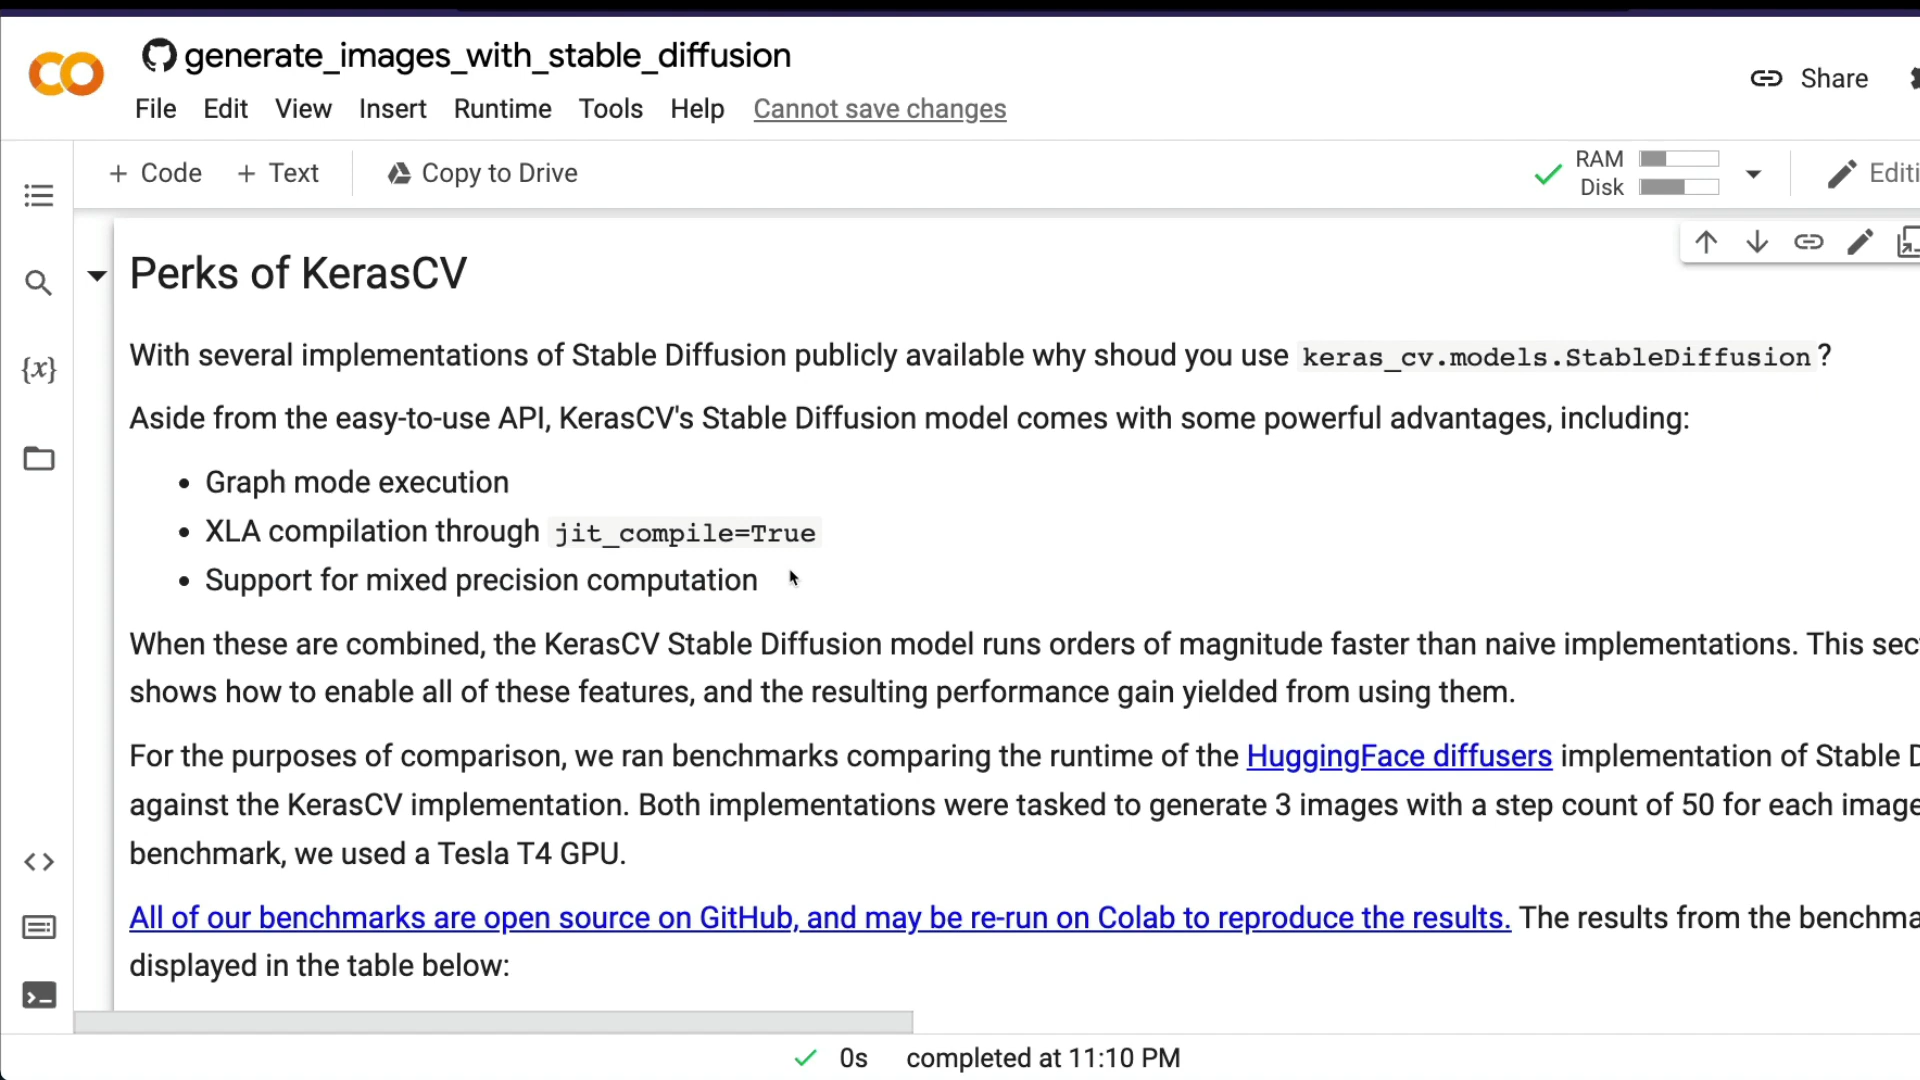 generate_images_with_stable_diffusion
File Edit View Insert Runtime Tools Help Cannot save changes
Share
+ Code + Text Copy to Drive
RAM
Disk
Editi
Perks of KerasCV
With several implementations of Stable Diffusion publicly available why shoud you use keras_cv.models.StableDiffusion?
Aside from the easy-to-use API, KerasCV's Stable Diffusion model comes with some powerful advantages, including:
• Graph mode execution
• XLA compilation through jit_compile=True
• Support for mixed precision computation
When these are combined, the KerasCV Stable Diffusion model runs orders of magnitude faster than naive implementations. This sec
shows how to enable all of these features, and the resulting performance gain yielded from using them.
For the purposes of comparison, we ran benchmarks comparing the runtime of the HuggingFace diffusers implementation of Stable D
against the KerasCV implementation. Both implementations were tasked to generate 3 images with a step count of 50 for each image
benchmark, we used a Tesla T4 GPU.
All of our benchmarks are open source on GitHub, and may be re-run on Colab to reproduce the results. The results from the benchma
displayed in the table below:
0s completed at 11:10 PM